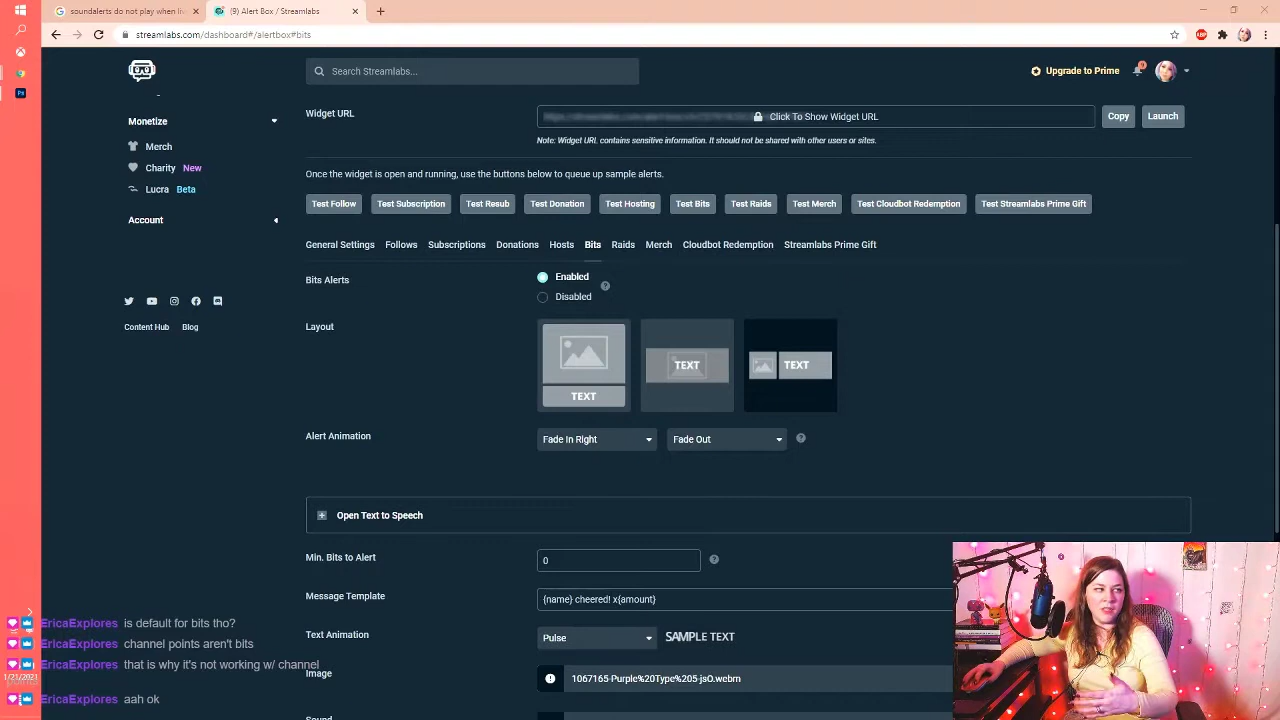 soundalerts do not play when live
(9) Alert Box / Streamlabs
streamlabs.com/dashboard#/alertbox#bits
Search Streamlabs...
Upgrade to Prime
Monetize
Merch
Charity New
Lucra Beta
Account
Content Hub Blog
Widget URL
Click To Show Widget URL
Copy
Launch
Note: Widget URL contains sensitive information. It should not be shared with other users or sites.
Once the widget is open and running, use the buttons below to queue up sample alerts.
Test Follow Test Subscription Test Resub Test Donation Test Hosting Test Bits Test Raids Test Merch Test Cloudbot Redemption Test Streamlabs Prime Gift
General Settings Follows Subscriptions Donations Hosts Bits Raids Merch Cloudbot Redemption Streamlabs Prime Gift
Bits Alerts
Enabled
Disabled
Layout
TEXT
TEXT
TEXT
Alert Animation
Fade In Right
Fade Out
Open Text to Speech
Min. Bits to Alert
0
Message Template
{name} cheered! x{amount}
Text Animation
Pulse
SAMPLE TEXT
Image
1067165-Purple%20Type%205-jsO.webm
Sound
EricaExplores is default for bits tho?
EricaExplores channel points aren't bits
EricaExplores that is why it's not working w/ channel
points
1/21/2021
EricaExplores aah ok